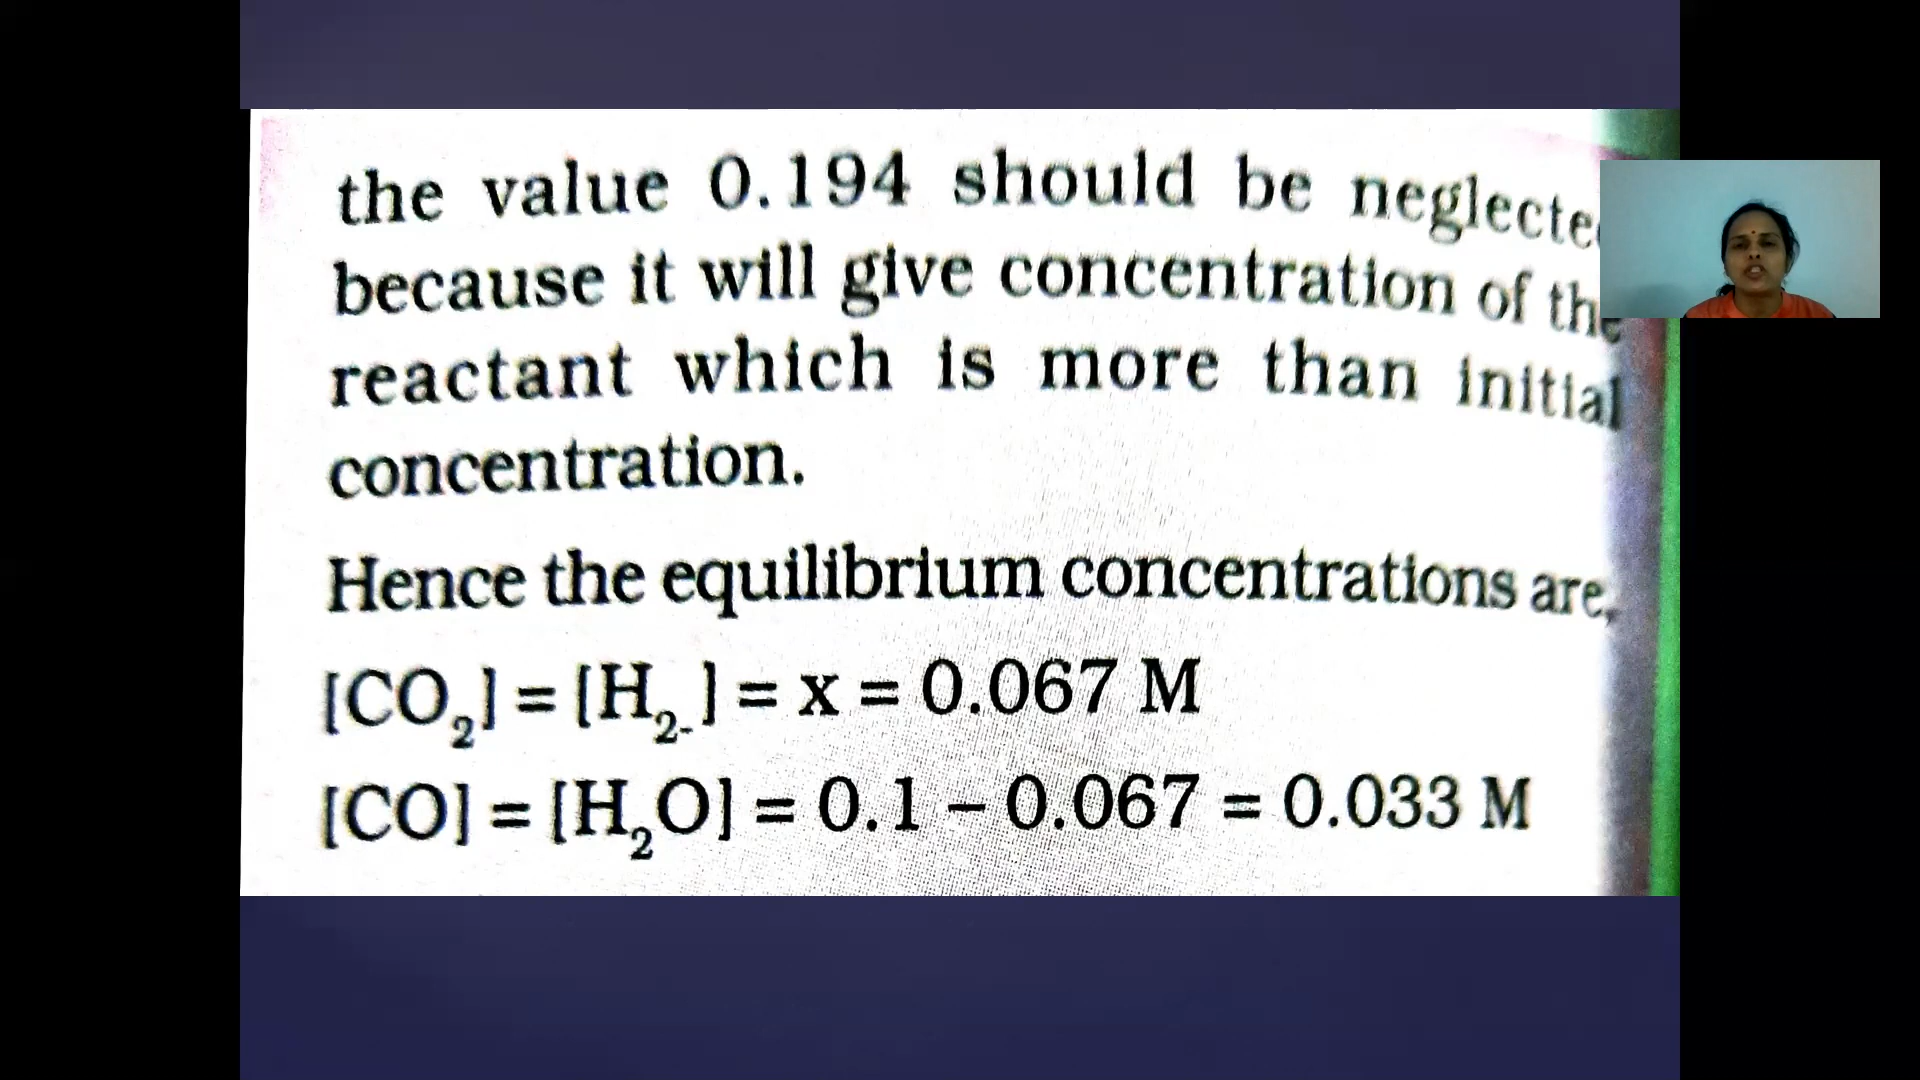 the value 0.194 should be neglecte
because it will give concentration of the
reactant which is more than initial
concentration.
Hence the equilibrium concentrations are,
[CO₂] = [H₂-] = x = 0.067 M
[CO] = [H₂O] = 0.1 – 0.067 = 0.033 M